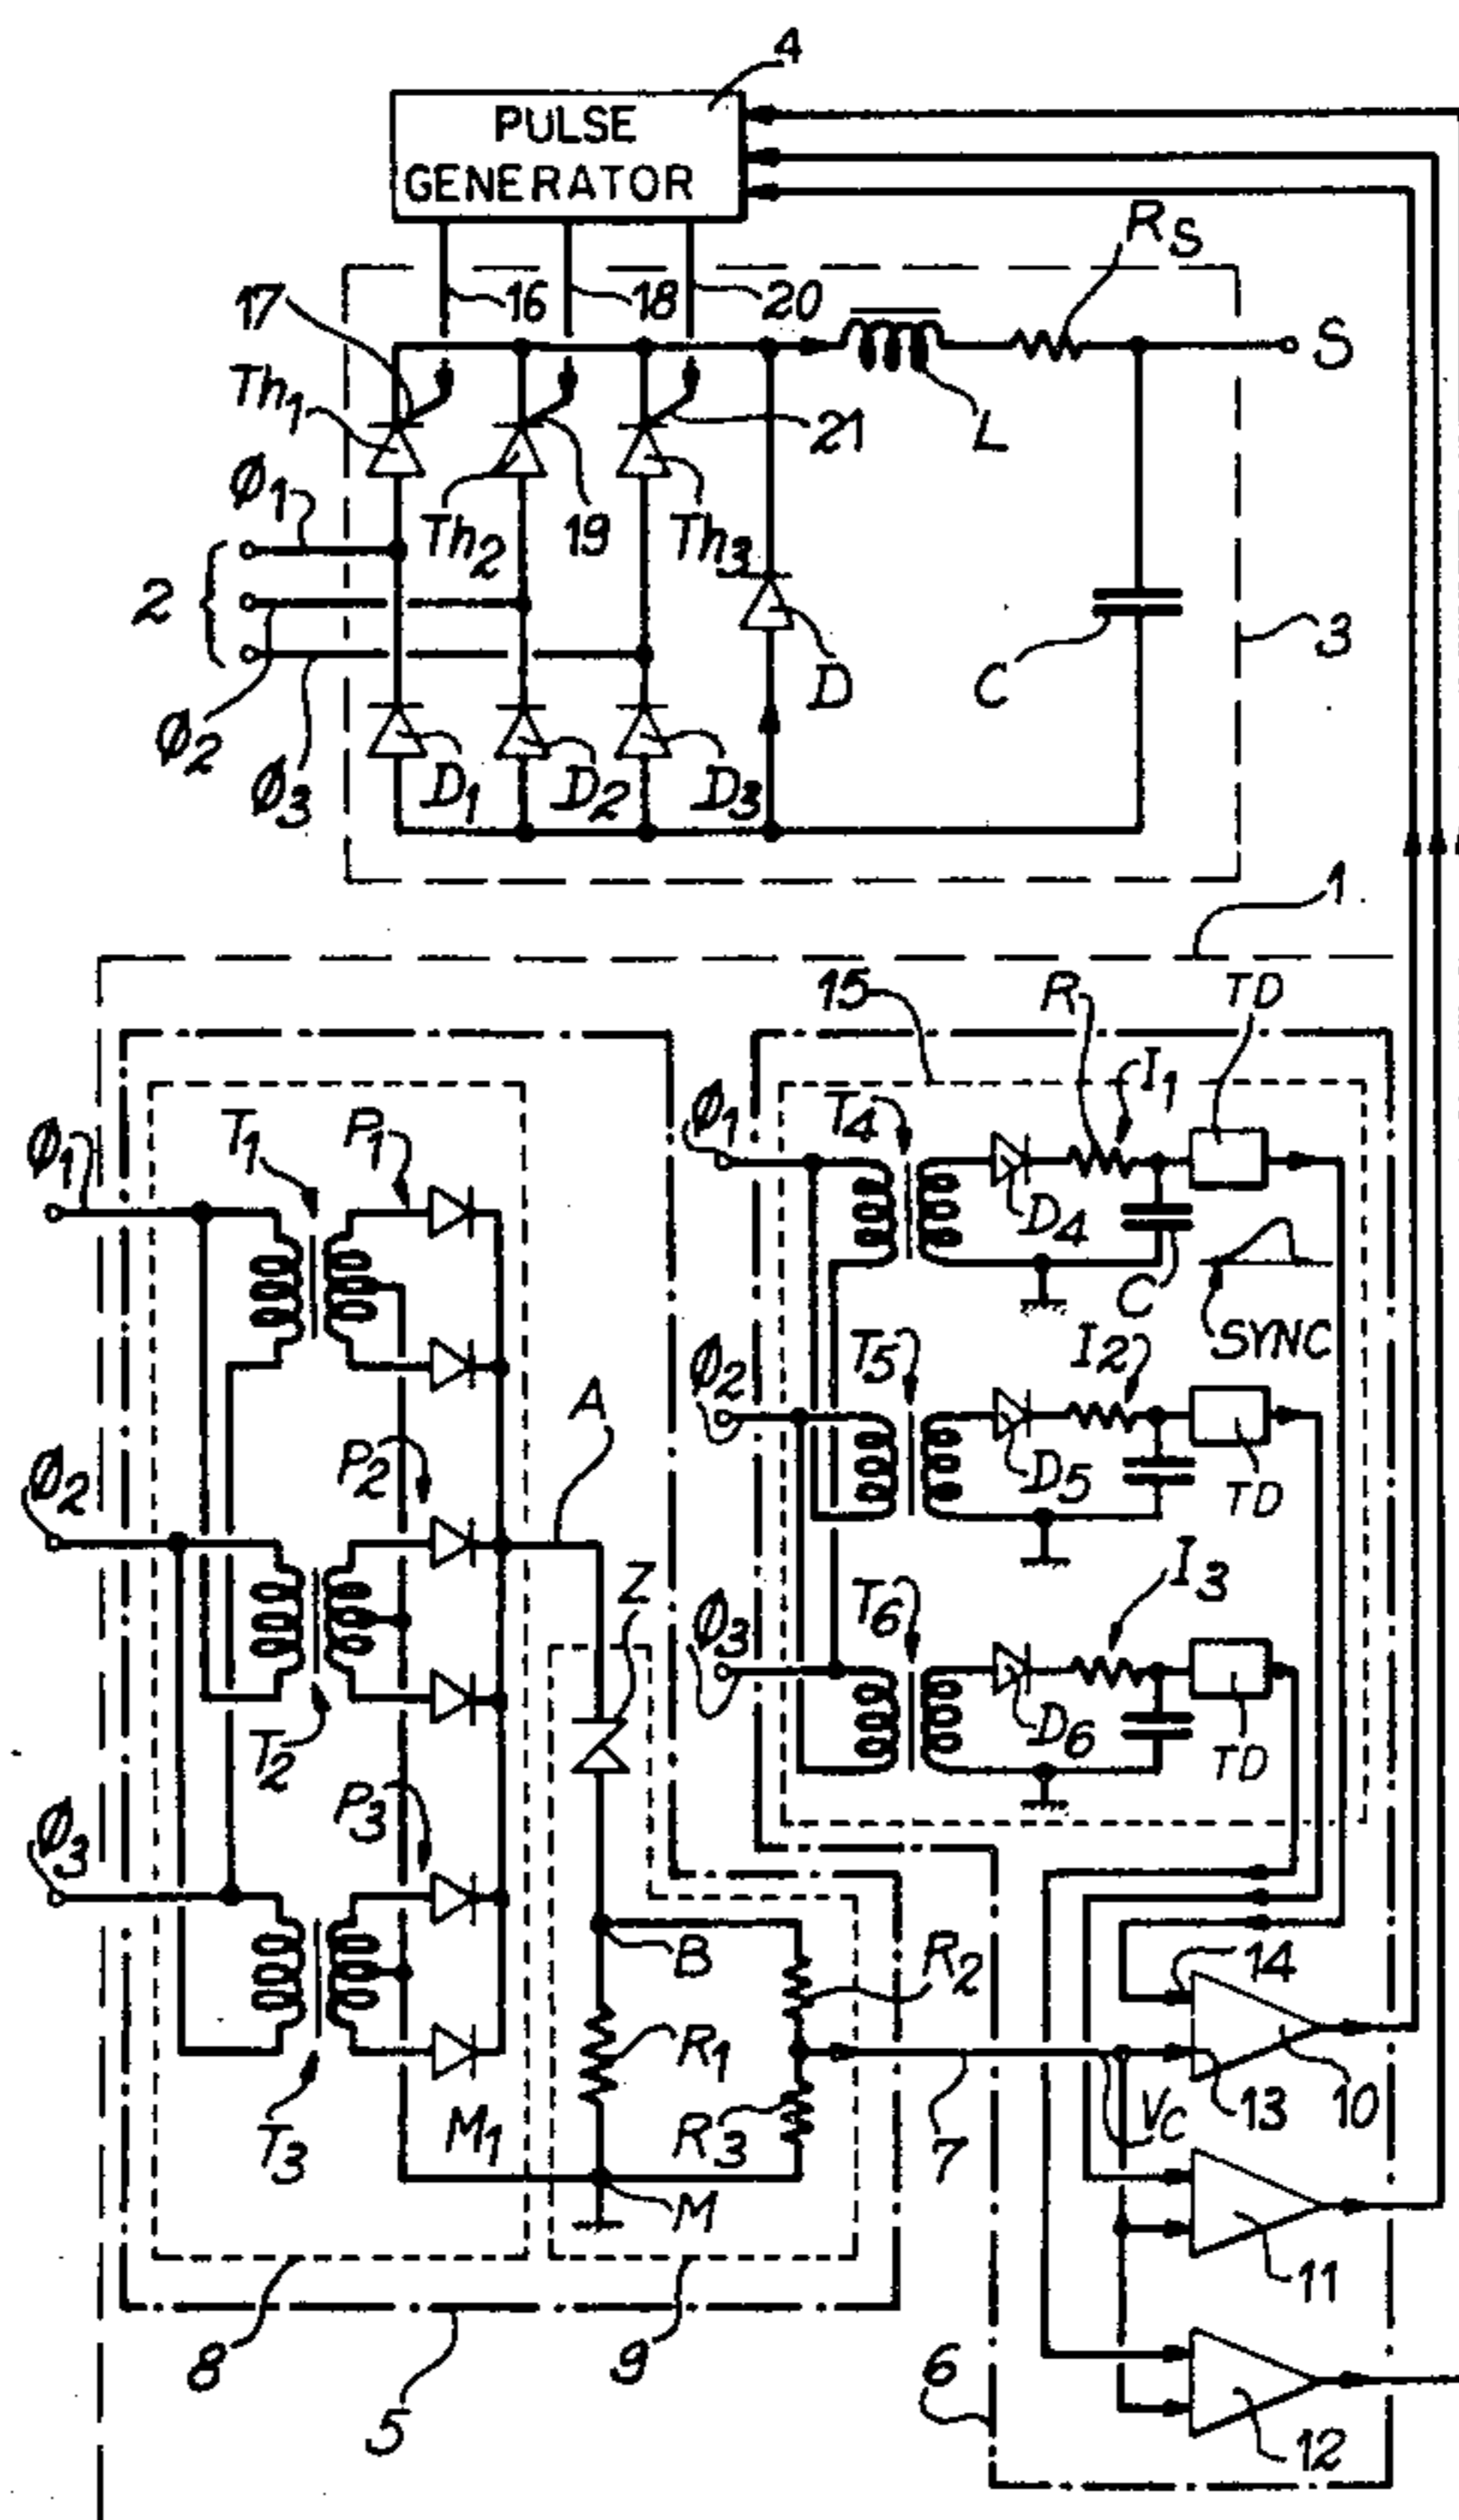 4
PULSE
GENERATOR
RS
17
16
18
20
S
Th1
21
L
ø1
Th2
19
Th3
2
3
D
C
ø2
ø3
D1
D2
D3
1
15
R
TD
I1
ø1
T4
ø1
T1
P1
D4
C
SYNC
I2
T5
ø2
A
P2
ø2
D5
TD
Z
I3
T6
ø3
T2
D6
TD
P3
ø3
B
R2
14
R1
13
10
VC
M1
R3
7
T3
M
11
8
9
6
5
12